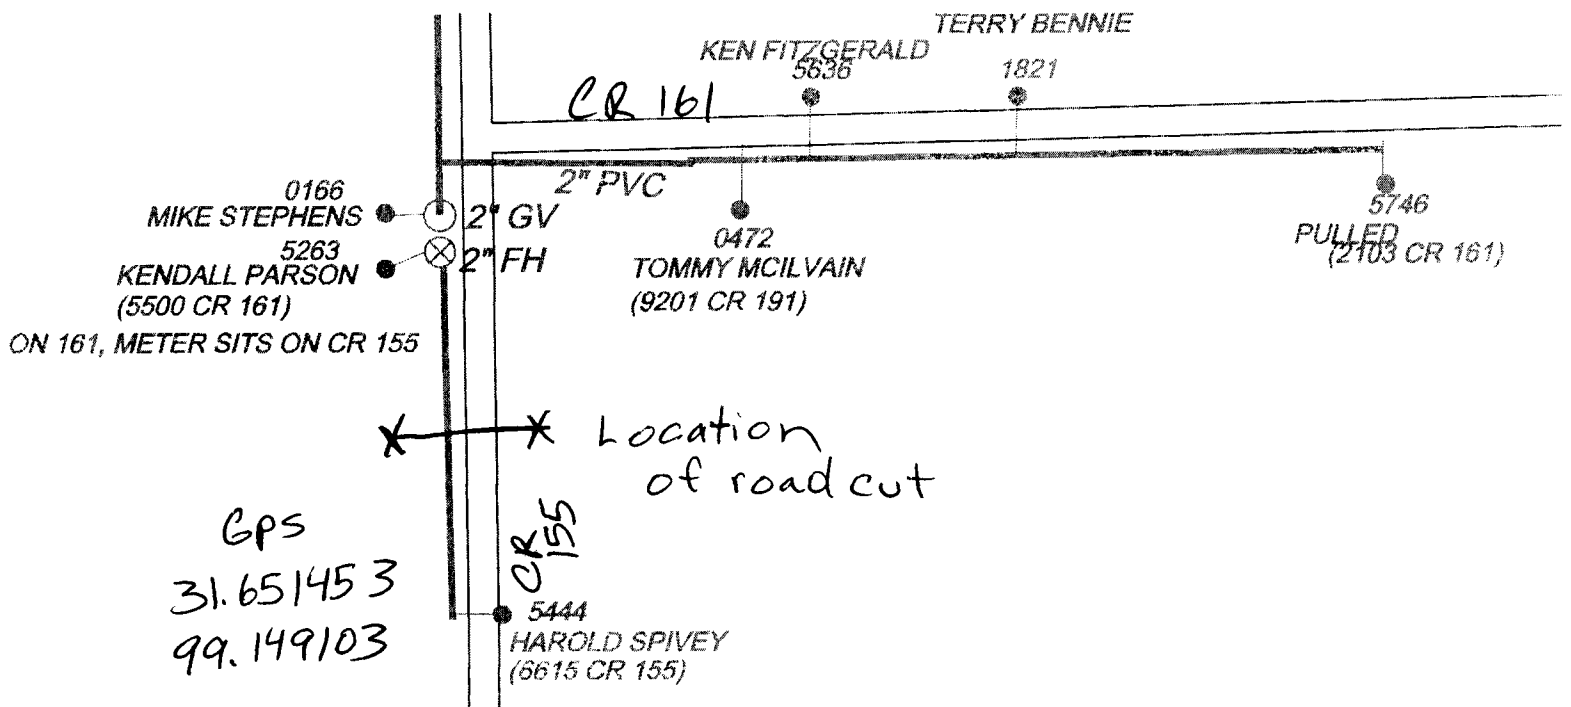 TERRY BENNIE
KEN FITZGERALD
5636
1821
CR 161
2" PVC
0166
MIKE STEPHENS
2" GV
5263
2" FH
KENDALL PARSON
(5500 CR 161)
ON 161, METER SITS ON CR 155
0472
TOMMY MCILVAIN
(9201 CR 191)
5746
PULLED
(2103 CR 161)
Location
of road cut
CR
155
Gps
31.651453
99.149103
5444
HAROLD SPIVEY
(6615 CR 155)